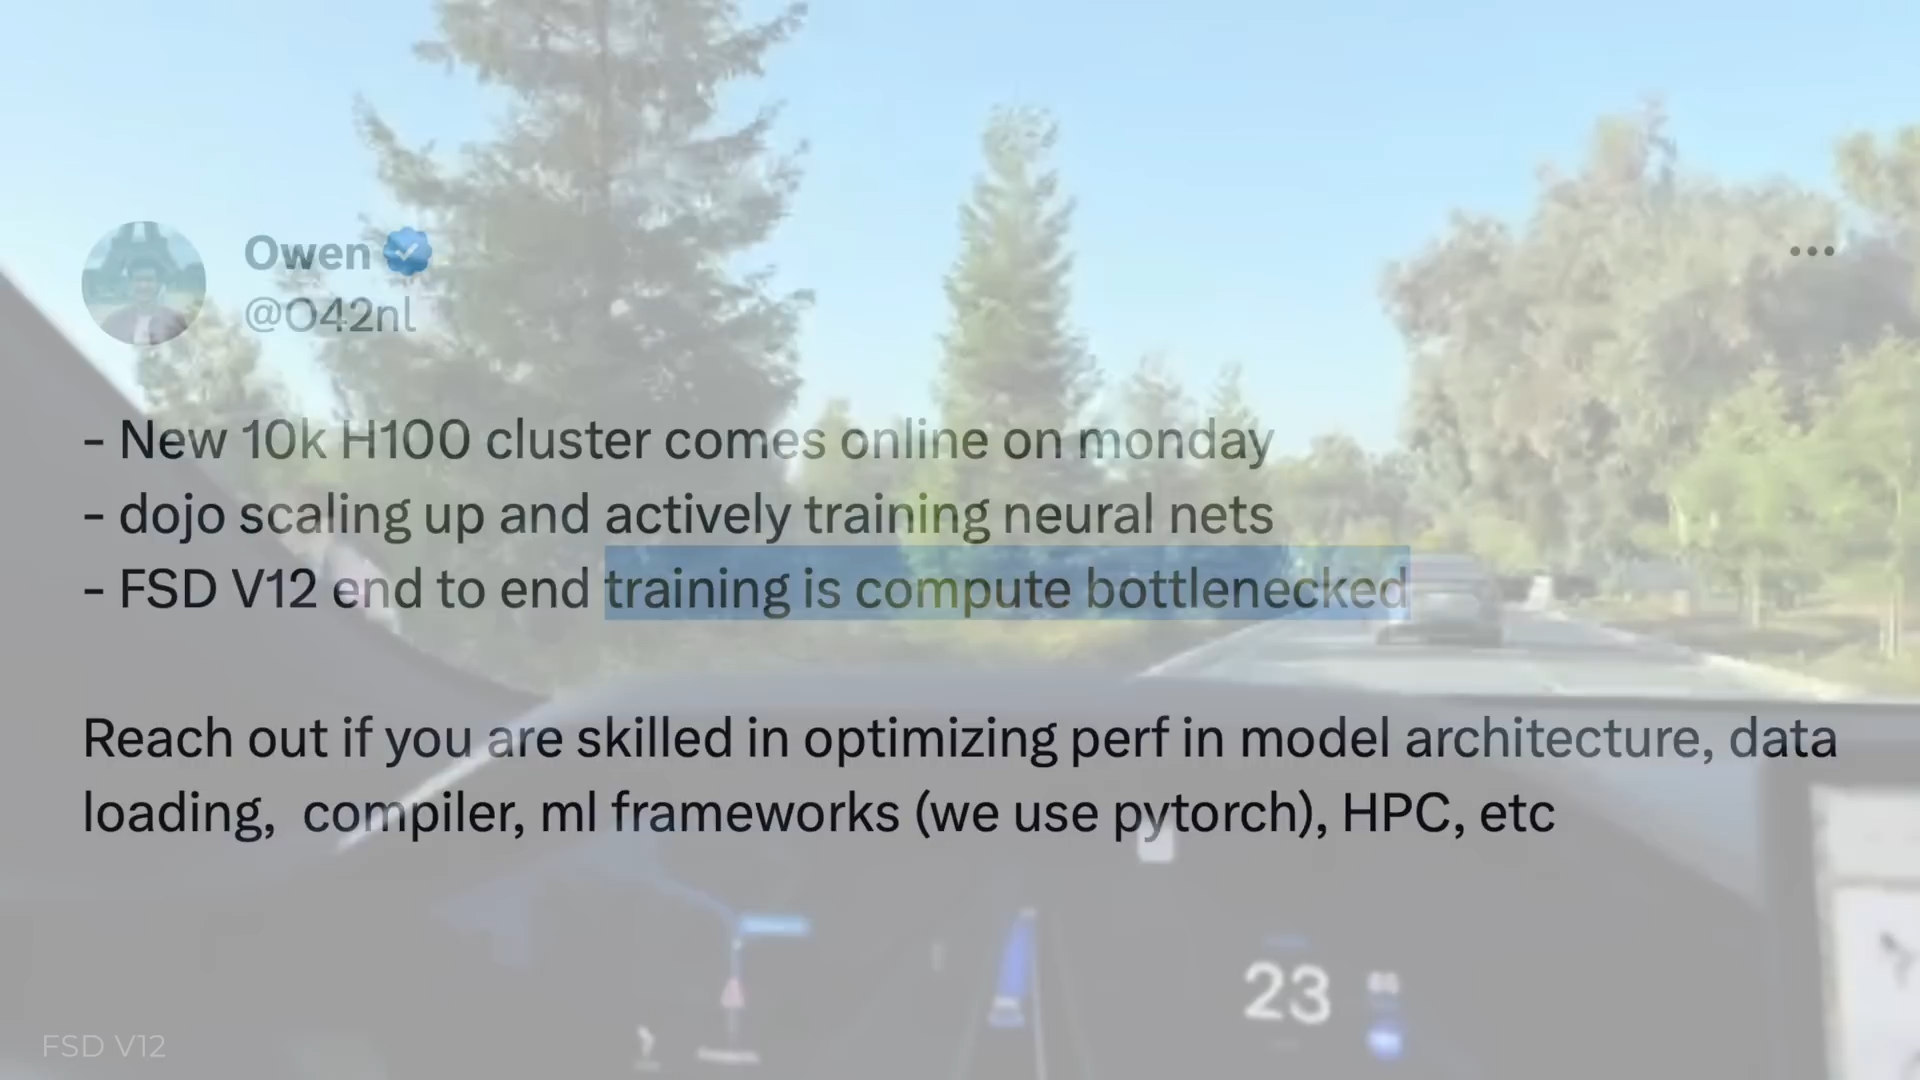 Owen
@O42nl
- New 10k H100 cluster comes online on monday
- dojo scaling up and actively training neural nets
- FSD V12 end to end training is compute bottlenecked
Reach out if you are skilled in optimizing perf in model architecture, data
loading,  compiler, ml frameworks (we use pytorch), HPC, etc
23
FSD V12